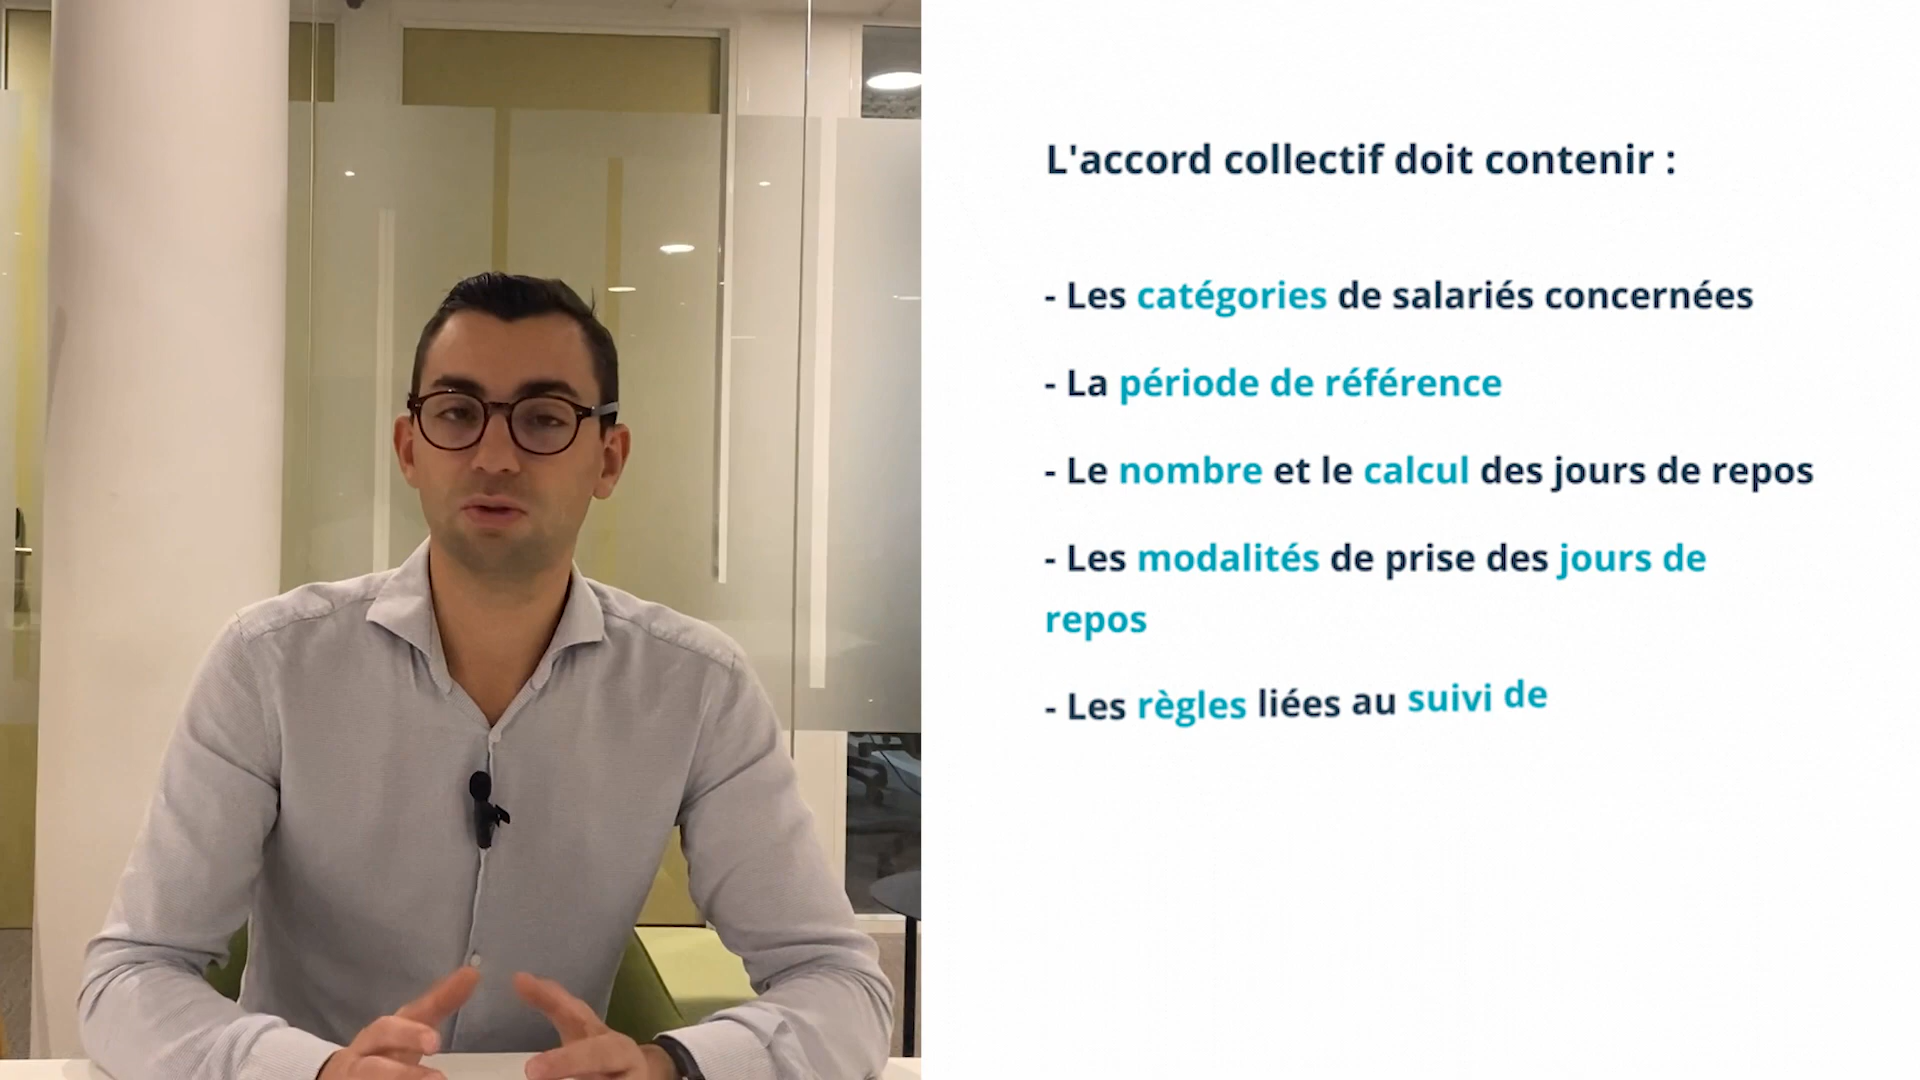 L'accord collectif doit contenir :
- Les catégories de salariés concernées
- La période de référence
- Le nombre et le calcul des jours de repos
- Les modalités de prise des jours de
repos
- Les règles liées au suivi de